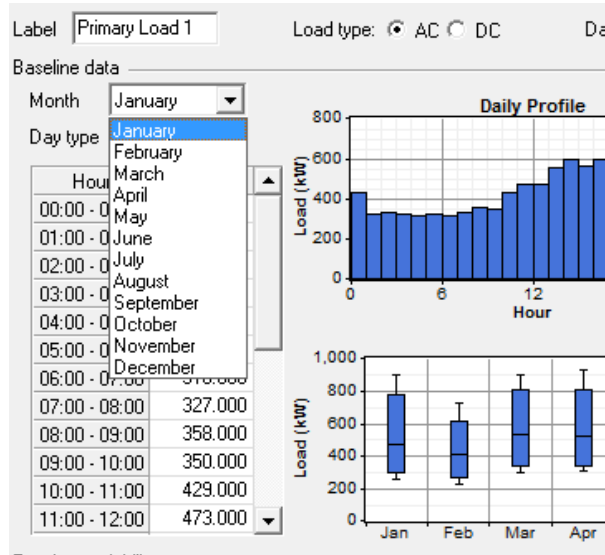 Label Primary Load 1 Load type: AC DC Da
Baseline data
Month January
Day type
January
February
March
April
May
June
July
August
September
October
November
December
Hour
00:00 - 0
01:00 - 0
02:00 - 0
03:00 - 0
04:00 - 0
05:00 - 0
06:00 - 07:00
07:00 - 08:00 327.000
08:00 - 09:00 358.000
09:00 - 10:00 350.000
10:00 - 11:00 429.000
11:00 - 12:00 473.000
Daily Profile
Load (kW)
800
600
400
200
0
0 6 12
Hour
Load (kW)
1,000
800
600
400
200
0
Jan Feb Mar Apr